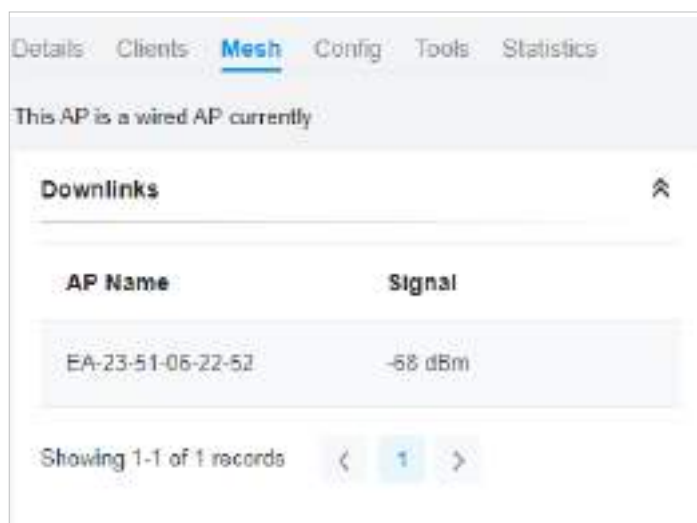 Details Clients Mesh Config Tools Statistics
This AP is a wired AP currently
Downlinks
AP Name Signal
EA-23-51-06-22-52 -68 dBm
Showing 1-1 of 1 records < 1 >